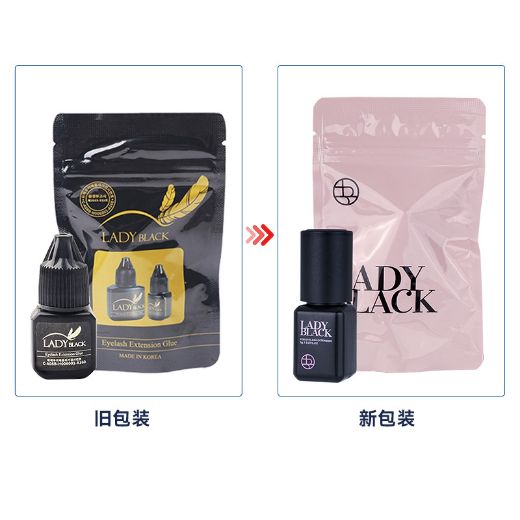 LADY BLACK
Eyelash Extension Glue
MADE IN KOREA
LADY BLACK
Eyelash Extension Glue
LADY
BLACK
LADY
BLACK
旧包装
新包装